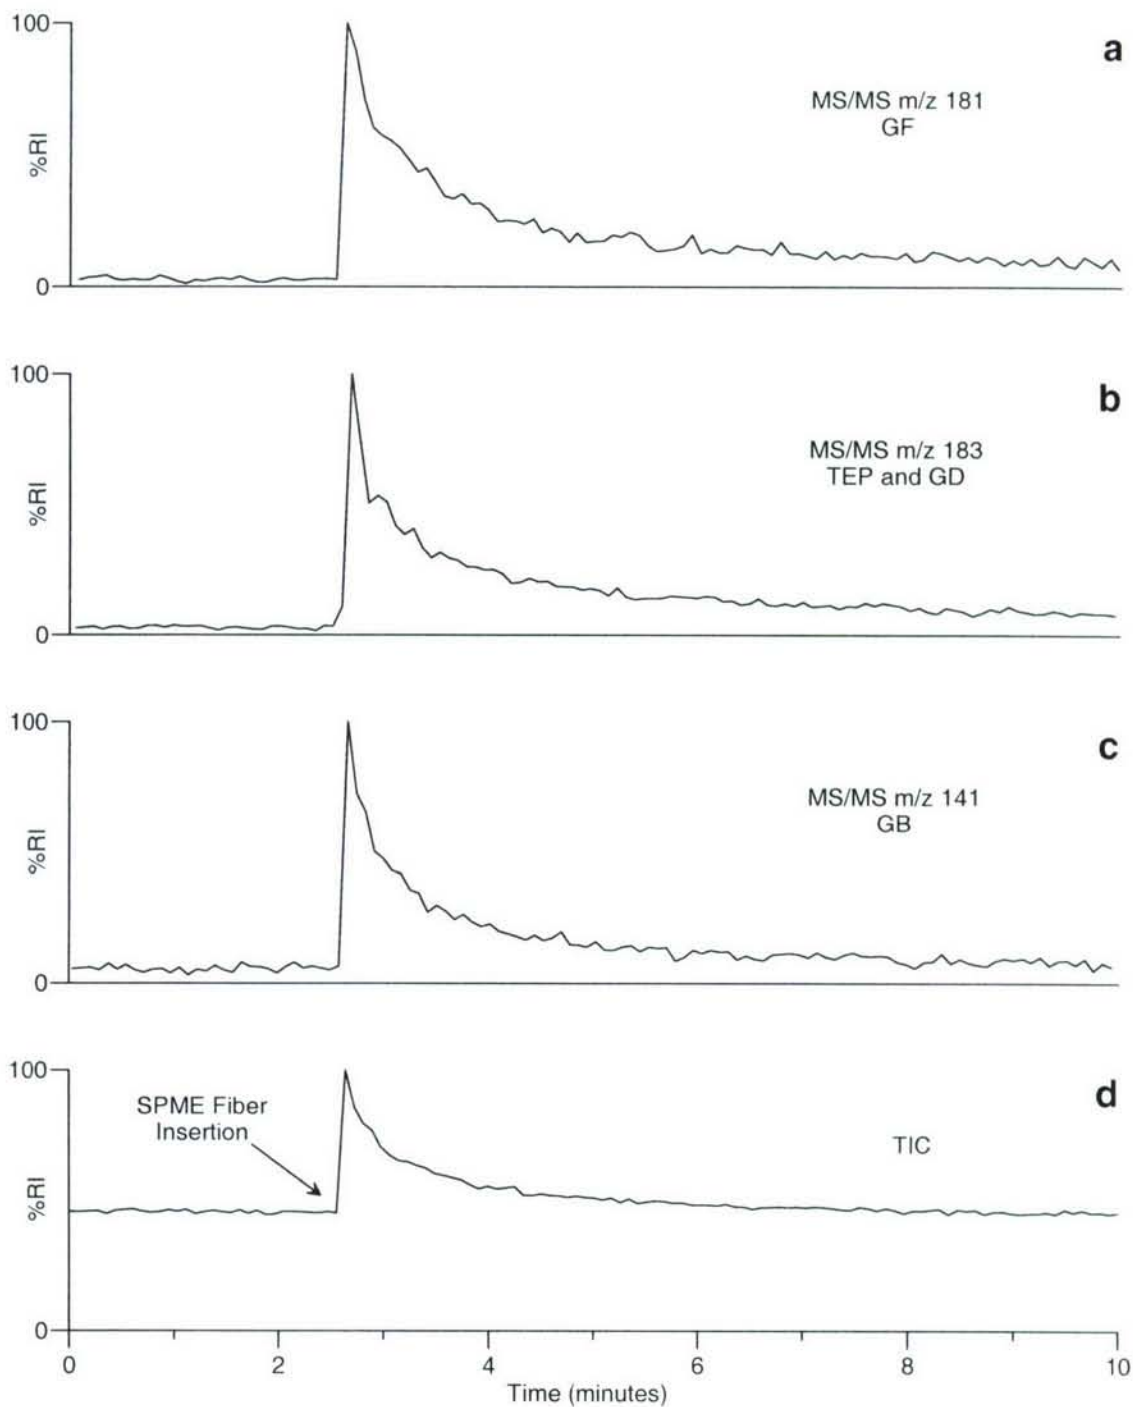 100
a
MS/MS m/z 181
GF
%RI
0
100
b
MS/MS m/z 183
TEP and GD
%RI
0
100
c
MS/MS m/z 141
GB
%RI
0
100
d
SPME Fiber
Insertion
TIC
%RI
0
0 2 4 6 8 10
Time (minutes)